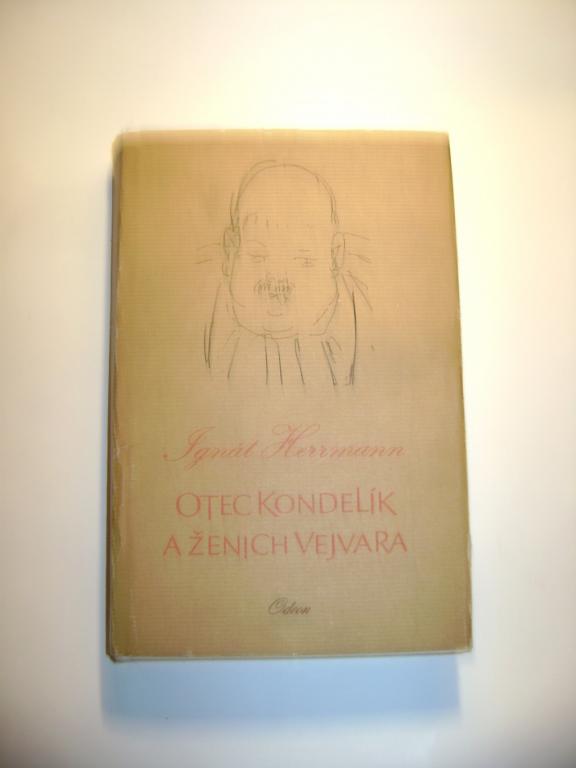 Ignát Herrmann
OTEC KONDELÍK
A ŽENICH VEJVARA
Odeon